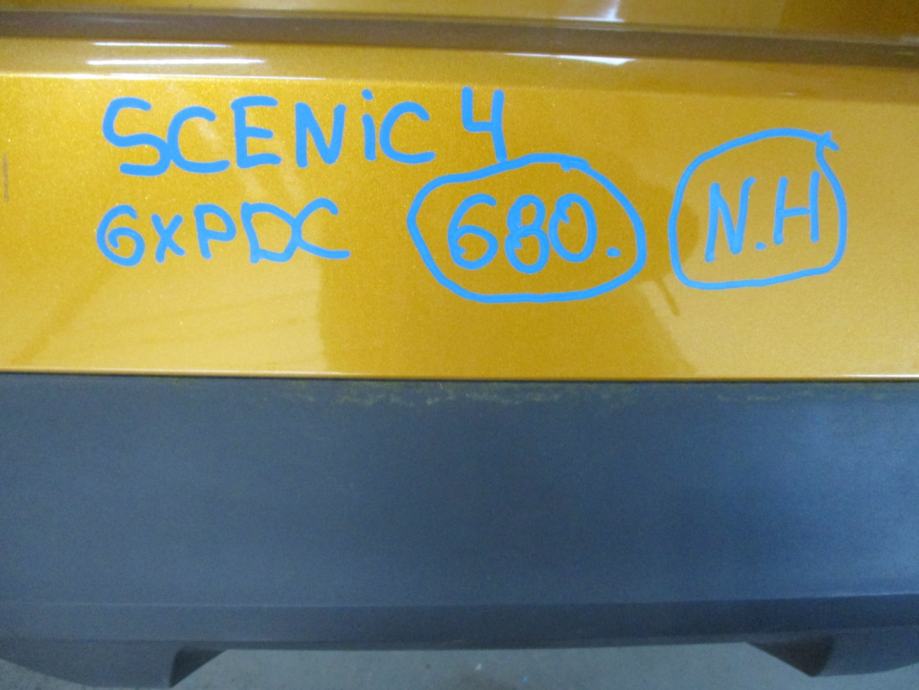 SCENiC 4
6XPDC 680. N.H